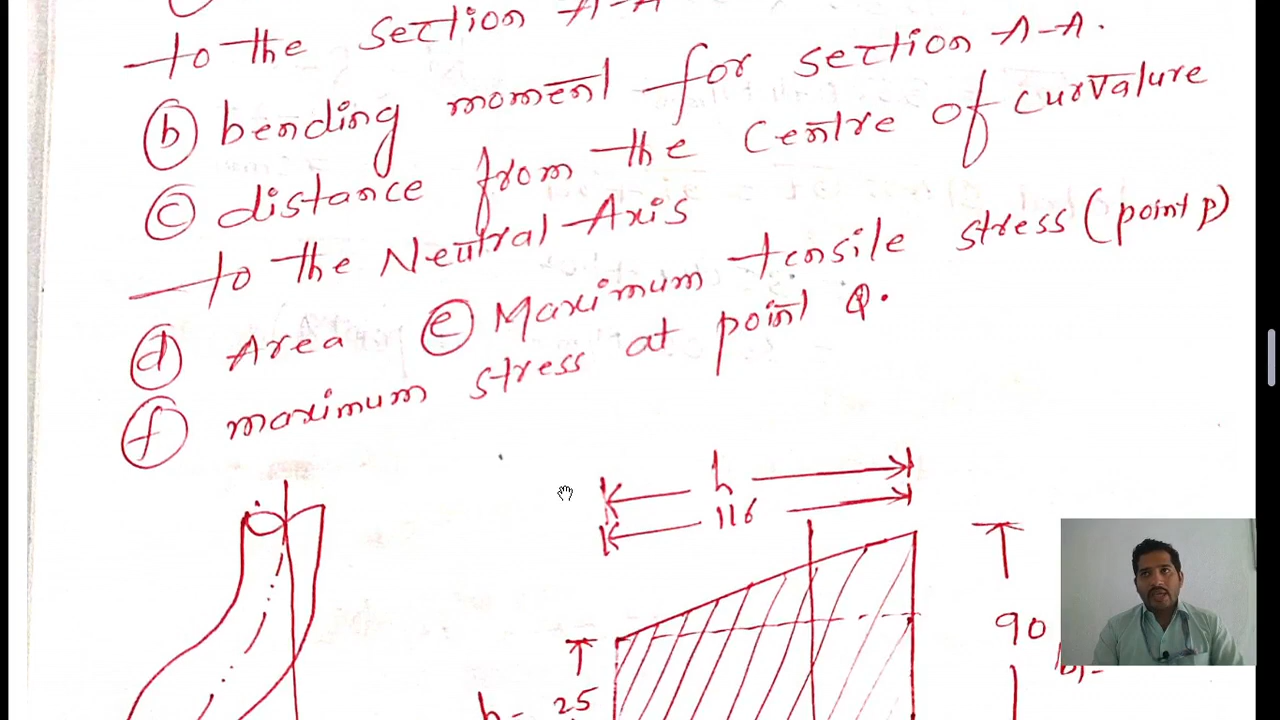 to the section A-A
(b) bending moment for section A-A.
(c) distance from the Centre of curvature
to the Neutral Axis
(d) Area (e) Maximum tensile stress (point p)
(f) maximum stress at point Q.
h
116
90
25